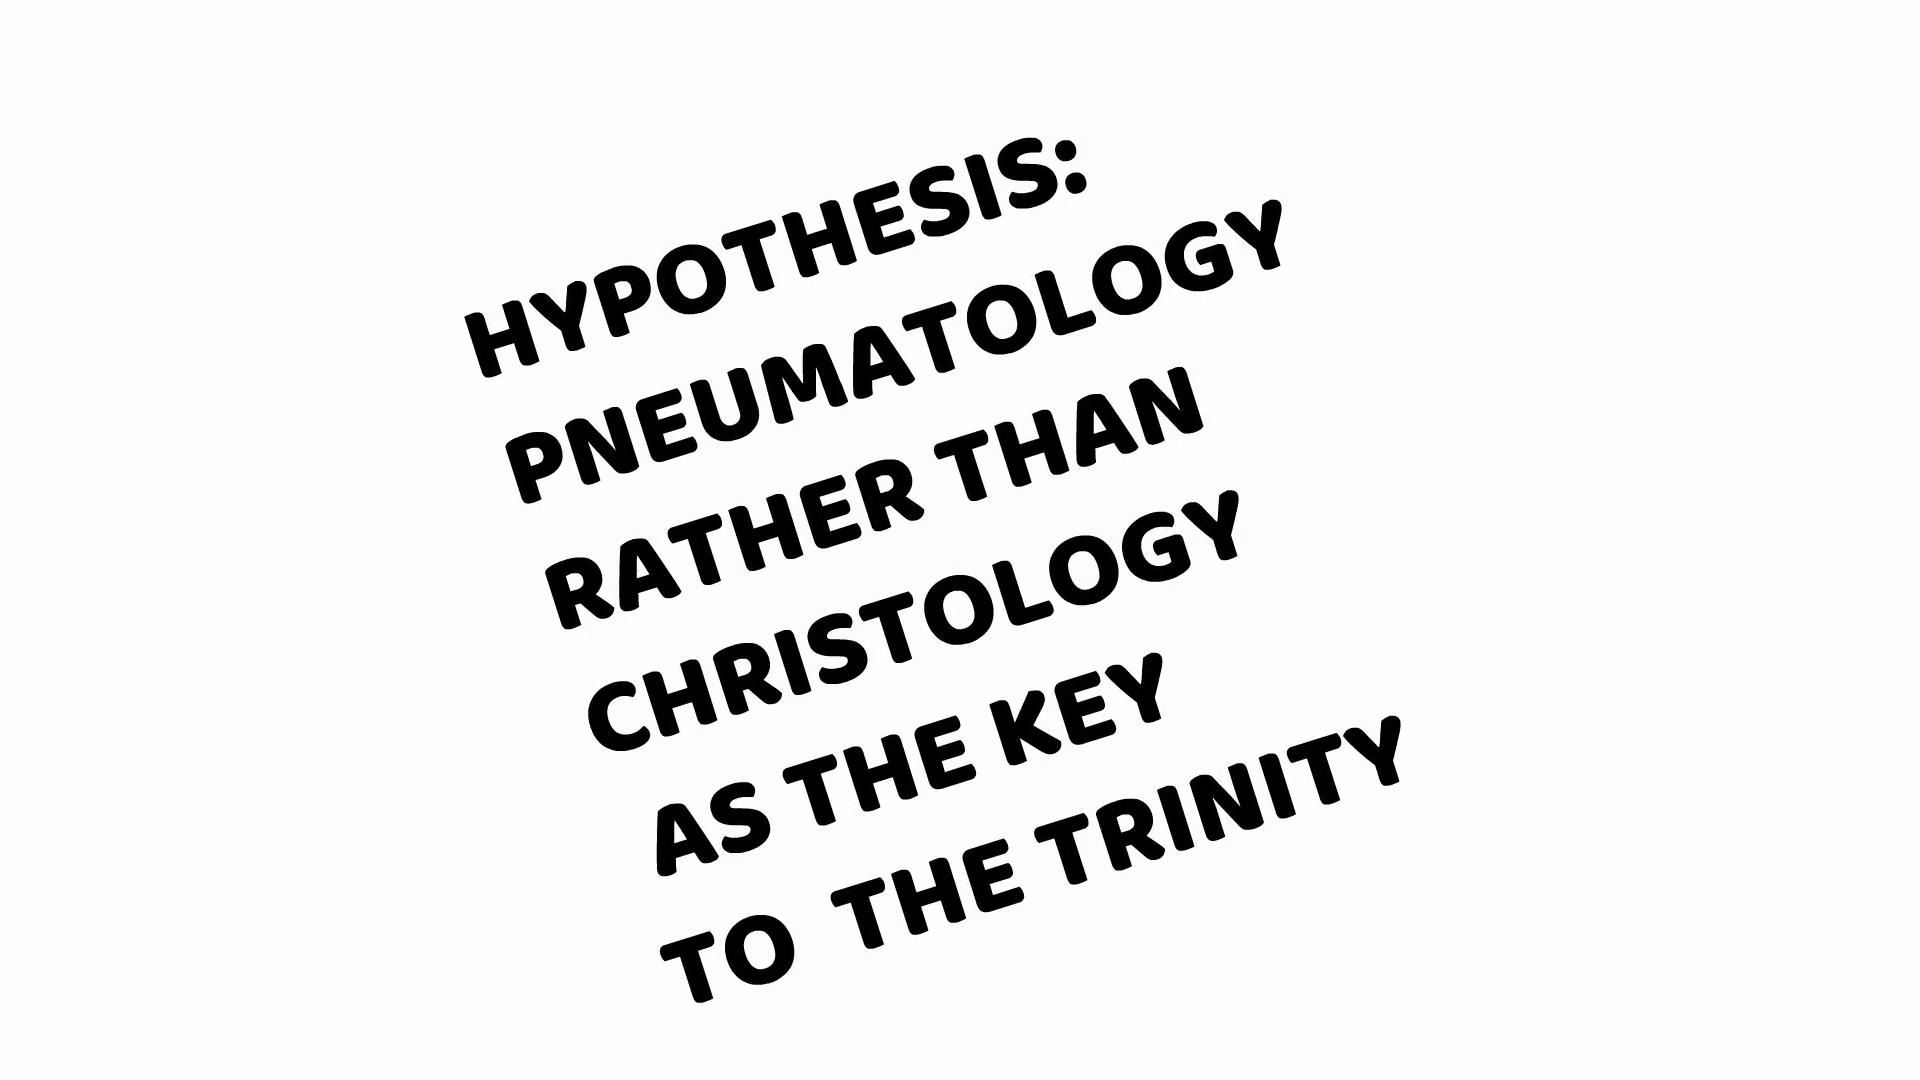 HYPOTHESIS:
PNEUMATOLOGY
RATHER THAN
CHRISTOLOGY
AS THE KEY
TO THE TRINITY